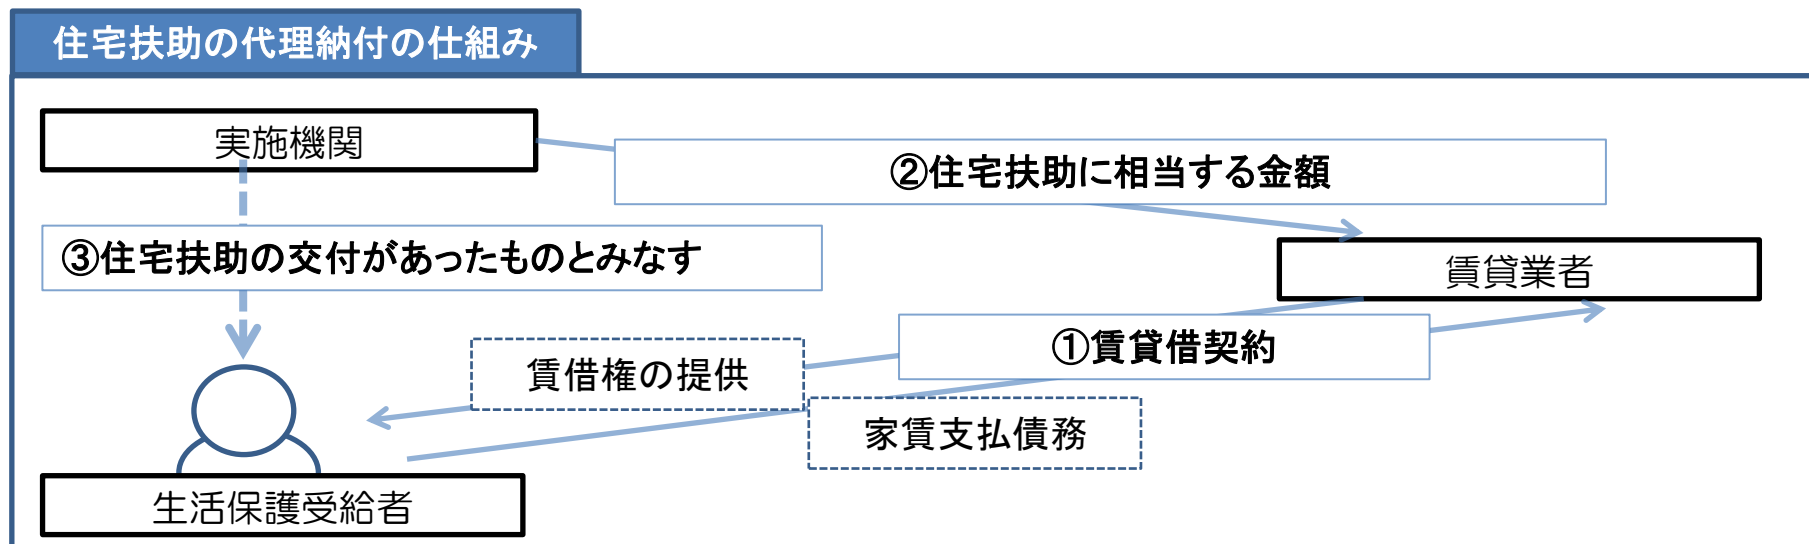 住宅扶助の代理納付の仕組み
実施機関
②住宅扶助に相当する金額
③住宅扶助の交付があったものとみなす
賃貸業者
①賃貸借契約
賃借権の提供
家賃支払債務
生活保護受給者